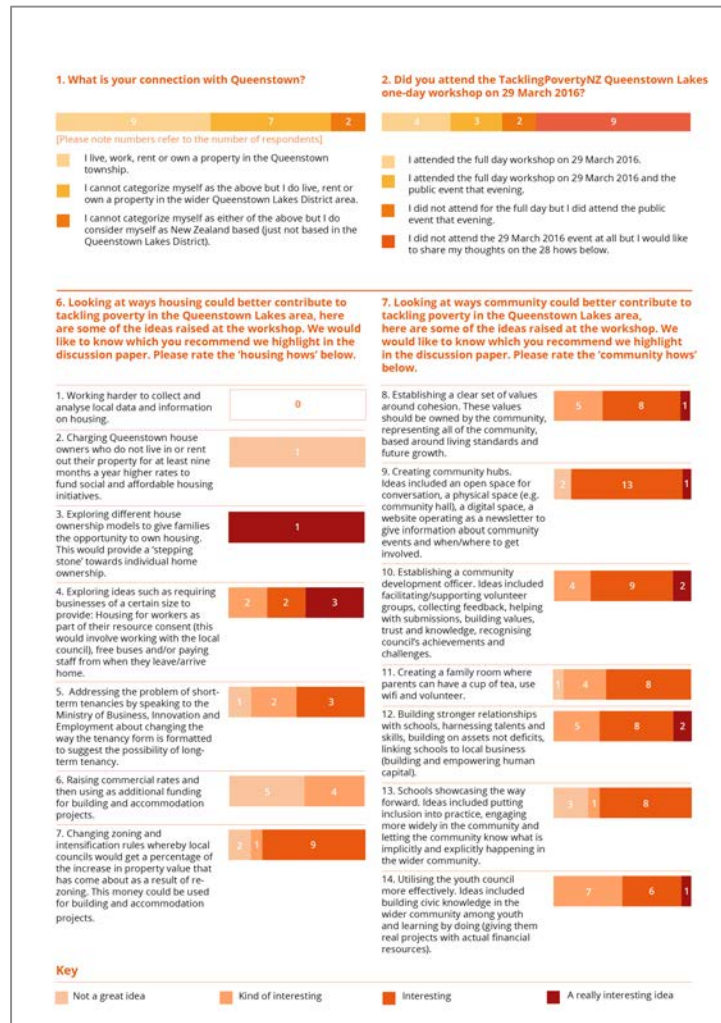 1. What is your connection with Queenstown?
9 7 2
[Please note numbers refer to the number of respondents]
I live, work, rent or own a property in the Queenstown
township.
I cannot categorize myself as the above but I do live, rent or
own a property in the wider Queenstown Lakes District area.
I cannot categorize myself as either of the above but I do
consider myself as New Zealand based (just not based in the
Queenstown Lakes District).
2. Did you attend the TacklingPovertyNZ Queenstown Lakes
one-day workshop on 29 March 2016?
4 3 2 9
I attended the full day workshop on 29 March 2016.
I attended the full day workshop on 29 March 2016 and the
public event that evening.
I did not attend for the full day but I did attend the public
event that evening.
I did not attend the 29 March 2016 event at all but I would like
to share my thoughts on the 28 hows below.
6. Looking at ways housing could better contribute to
tackling poverty in the Queenstown Lakes area, here
are some of the ideas raised at the workshop. We would
like to know which you recommend we highlight in the
discussion paper. Please rate the 'housing hows' below.
1. Working harder to collect and
analyse local data and information
on housing.
0
2. Charging Queenstown house
owners who do not live in or rent
out their property for at least nine
months a year higher rates to
fund social and affordable housing
initiatives.
1
3. Exploring different house
ownership models to give families
the opportunity to own housing.
This would provide a 'stepping
stone' towards individual home
ownership.
1
4. Exploring ideas such as requiring
businesses of a certain size to
provide: Housing for workers as
part of their resource consent (this
would involve working with the local
council), free buses and/or paying
staff from when they leave/arrive
home.
2 2 3
5. Addressing the problem of short-
term tenancies by speaking to the
Ministry of Business, Innovation and
Employment about changing the
way the tenancy form is formatted
to suggest the possibility of long-
term tenancy.
1 2 3
6. Raising commercial rates and
then using as additional funding
for building and accommodation
projects.
5 4
7. Changing zoning and
intensification rules whereby local
councils would get a percentage of
the increase in property value that
has come about as a result of re-
zoning. This money could be used
for building and accommodation
projects.
2 1 9
7. Looking at ways community could better contribute to
tackling poverty in the Queenstown Lakes area,
here are some of the ideas raised at the workshop. We
would like to know which you recommend we highlight
in the discussion paper. Please rate the 'community hows'
below.
8. Establishing a clear set of values
around cohesion. These values
should be owned by the community,
representing all of the community,
based around living standards and
future growth.
5 8 1
9. Creating community hubs.
Ideas included an open space for
conversation, a physical space (e.g.
community hall), a digital space, a
website operating as a newsletter to
give information about community
events and when/where to get
involved.
2 13 1
10. Establishing a community
development officer. Ideas included
facilitating/supporting volunteer
groups, collecting feedback, helping
with submissions, building values,
trust and knowledge, recognising
council's achievements and
challenges.
4 9 2
11. Creating a family room where
parents can have a cup of tea, use
wifi and volunteer.
1 4 8
12. Building stronger relationships
with schools, harnessing talents and
skills, building on assets not deficits,
linking schools to local business
(building and empowering human
capital).
5 8 2
13. Schools showcasing the way
forward. Ideas included putting
inclusion into practice, engaging
more widely in the community and
letting the community know what is
implicitly and explicitly happening in
the wider community.
3 1 8
14. Utilising the youth council
more effectively. Ideas included
building civic knowledge in the
wider community among youth
and learning by doing (giving them
real projects with actual financial
resources).
7 6 1
Key
Not a great idea
Kind of interesting
Interesting
A really interesting idea